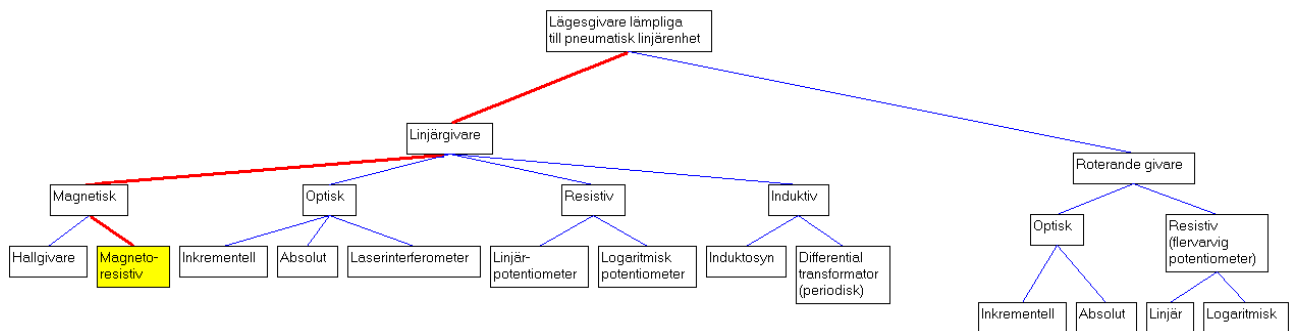 Lägesgivare lämpliga
till pneumatisk linjärenhet
Linjärgivare
Roterande givare
Magnetisk
Optisk
Resistiv
Induktiv
Optisk
Resistiv
(flervarvig
potentiometer)
Hallgivare
Magneto-
resistiv
Inkrementell
Absolut
Laserinterferometer
Linjär-
potentiometer
Logaritmisk
potentiometer
Induktosyn
Differential
transformator
(periodisk)
Inkrementell
Absolut
Linjär
Logaritmisk